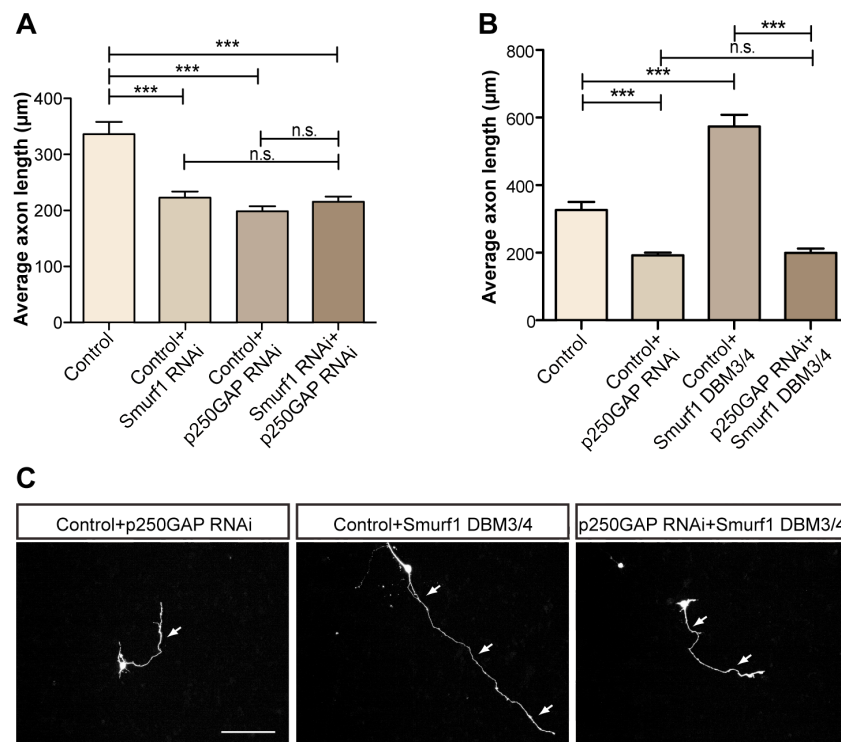 A
***
***
***
n.s.
n.s.
Average axon length (µm)
400
300
200
100
0
Control
Control+
Smurf1 RNAi
Control+
p250GAP RNAi
Smurf1 RNAi+
p250GAP RNAi
B
***
n.s.
***
***
Average axon length (µm)
800
600
400
200
0
Control
Control+
p250GAP RNAi
Control+
Smurf1 DBM3/4
p250GAP RNAi+
Smurf1 DBM3/4
C
Control+p250GAP RNAi
Control+Smurf1 DBM3/4
p250GAP RNAi+Smurf1 DBM3/4